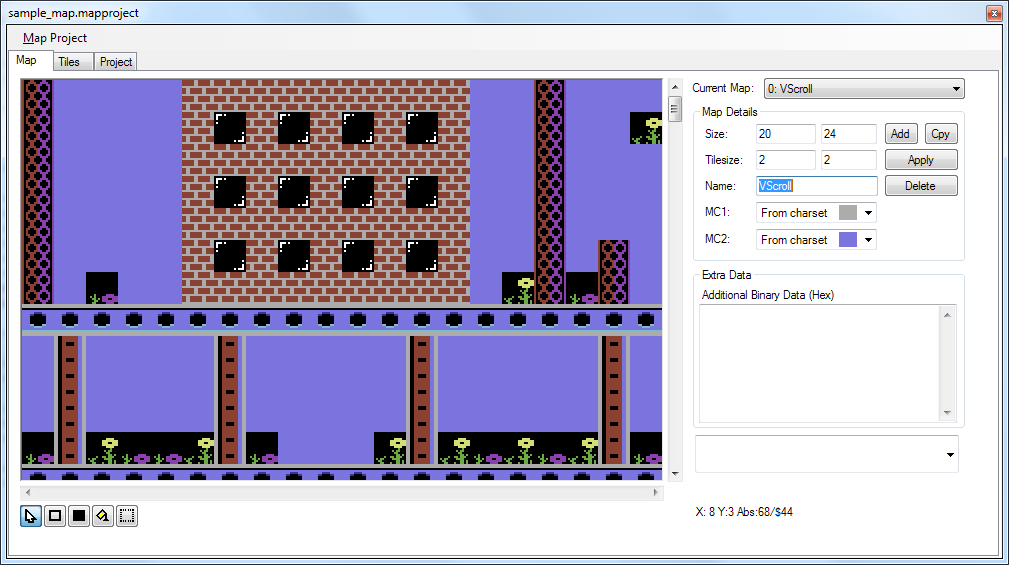 sample_map.mapproject
Map Project
Map Tiles Project
Current Map: 0: VScroll
Map Details
Size: 20 24 Add Cpy
Tilesize: 2 2 Apply
Name: VScroll Delete
MC1: From charset
MC2: From charset
Extra Data
Additional Binary Data (Hex)
X: 8 Y:3 Abs:68/$44